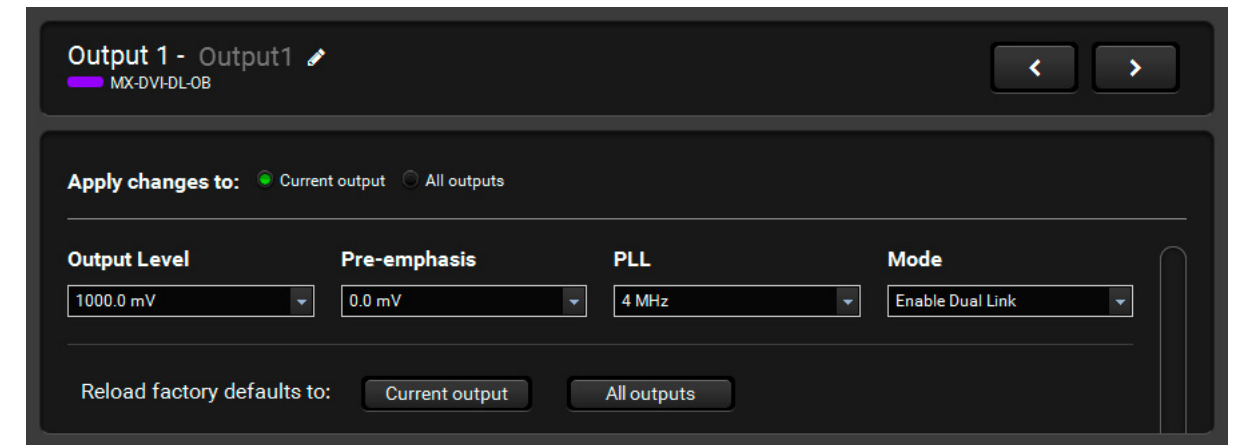 Output 1 - Output1
MX-DVI-DL-OB
Apply changes to: Current output All outputs
Output Level Pre-emphasis PLL Mode
1000.0 mV 0.0 mV 4 MHz Enable Dual Link
Reload factory defaults to: Current output All outputs